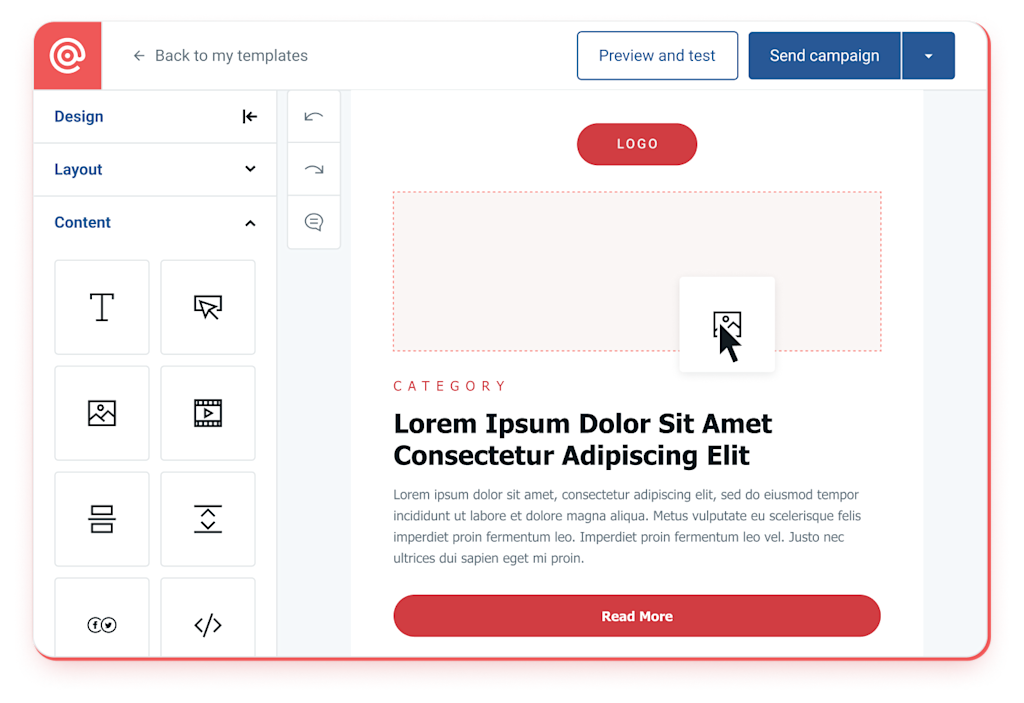 Back to my templates
Preview and test
Send campaign
Design
Layout
Content
LOGO
CATEGORY
Lorem Ipsum Dolor Sit Amet
Consectetur Adipiscing Elit
Lorem ipsum dolor sit amet, consectetur adipiscing elit, sed do eiusmod tempor
incididunt ut labore et dolore magna aliqua. Metus vulputate eu scelerisque felis
imperdiet proin fermentum leo. Imperdiet proin fermentum leo vel. Justo nec
ultrices dui sapien eget mi proin.
Read More